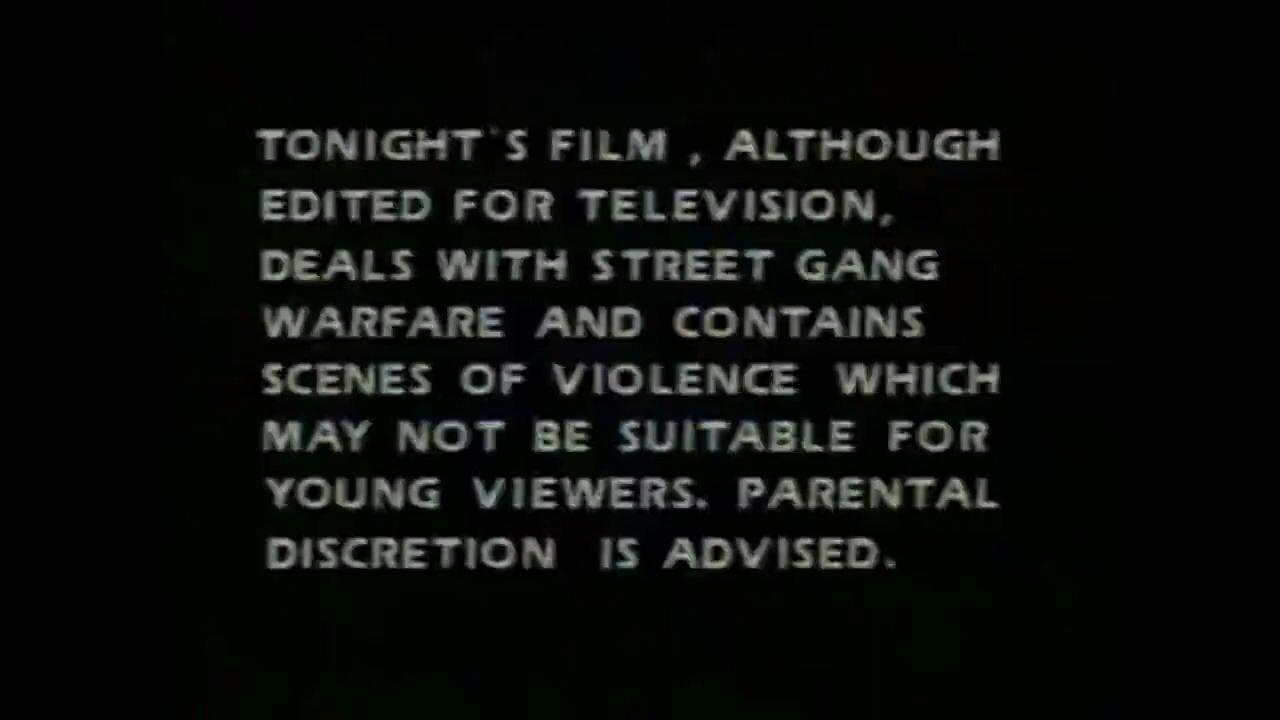 TONIGHT'S FILM , ALTHOUGH
EDITED FOR TELEVISION,
DEALS WITH STREET GANG
WARFARE AND CONTAINS
SCENES OF VIOLENCE WHICH
MAY NOT BE SUITABLE FOR
YOUNG VIEWERS. PARENTAL
DISCRETION IS ADVISED.